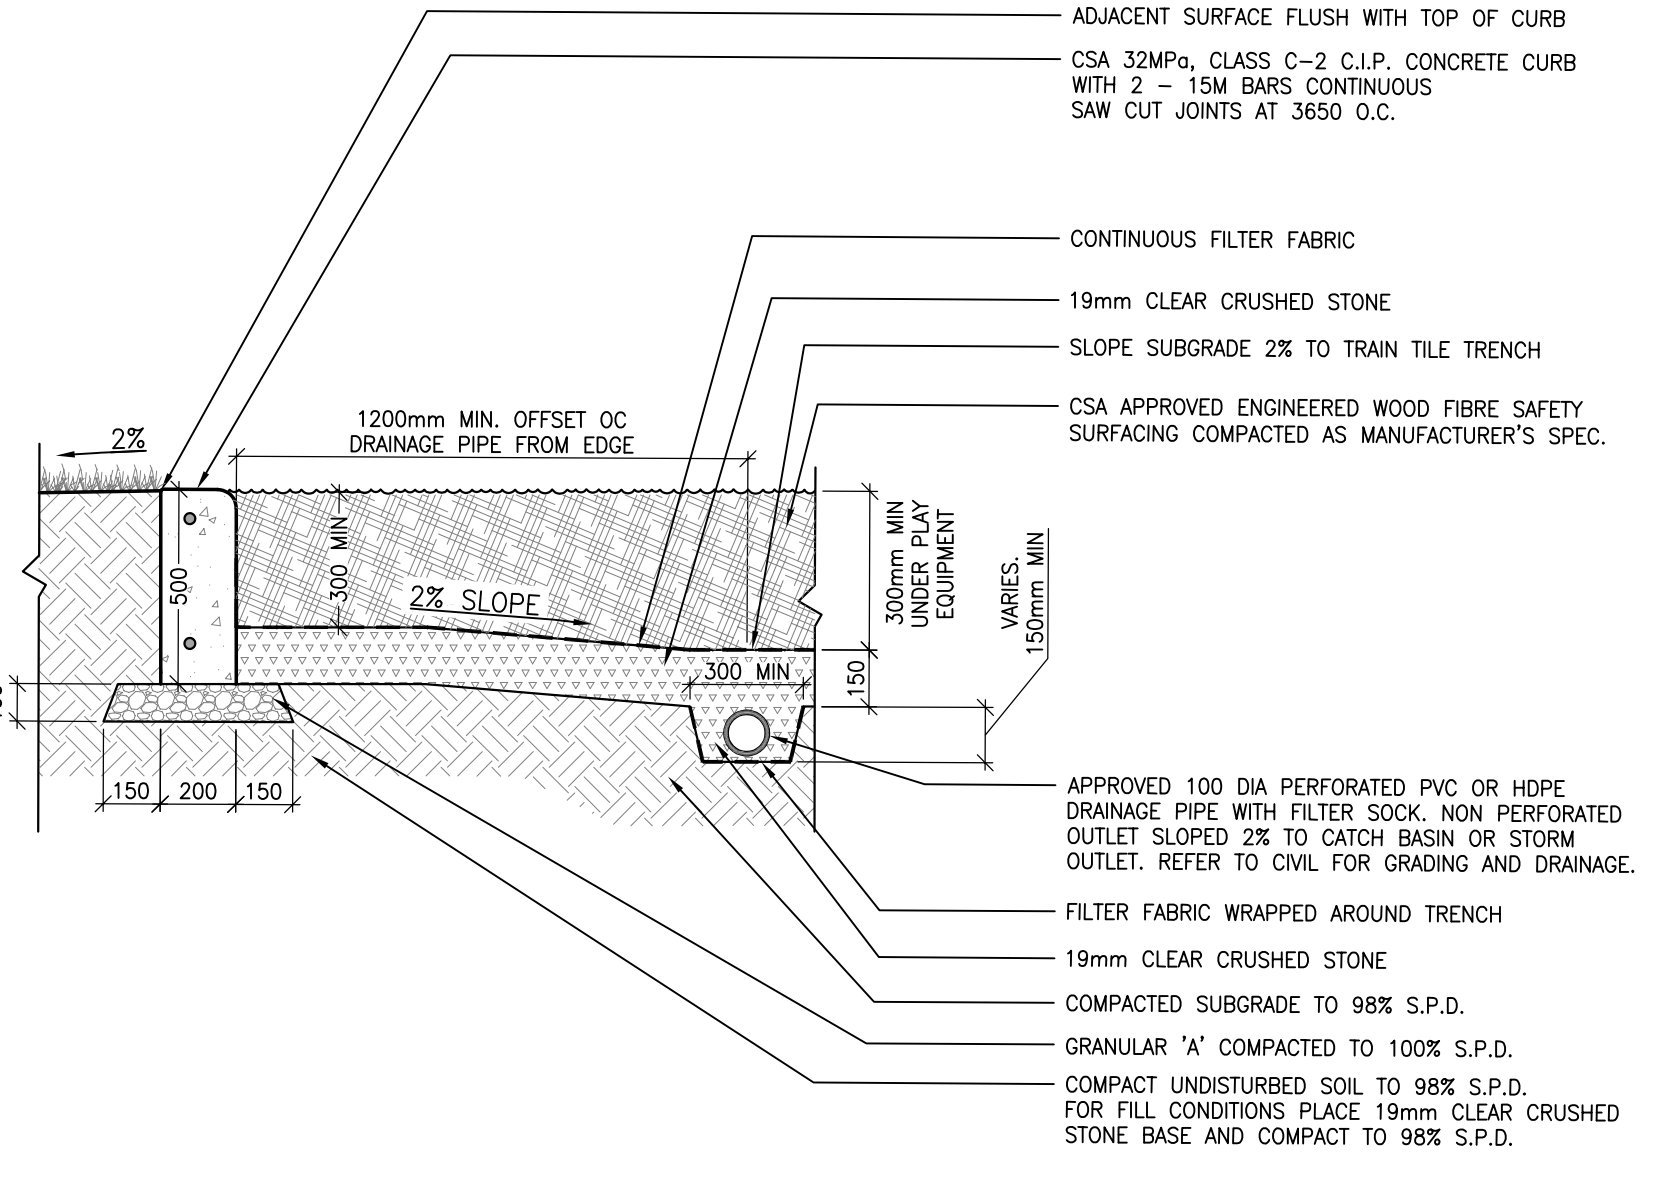 ADJACENT SURFACE FLUSH WITH TOP OF CURB
CSA 32MPa, CLASS C-2 C.I.P. CONCRETE CURB
WITH 2 - 15M BARS CONTINUOUS
SAW CUT JOINTS AT 3650 O.C.
CONTINUOUS FILTER FABRIC
19mm CLEAR CRUSHED STONE
SLOPE SUBGRADE 2% TO TRAIN TILE TRENCH
CSA APPROVED ENGINEERED WOOD FIBRE SAFETY
SURFACING COMPACTED AS MANUFACTURER'S SPEC.
1200mm MIN. OFFSET OC
DRAINAGE PIPE FROM EDGE
2%
500
300 MIN
2% SLOPE
300mm MIN
UNDER PLAY
EQUIPMENT
VARIES.
150mm MIN
300 MIN
150
150
200
150
APPROVED 100 DIA PERFORATED PVC OR HDPE
DRAINAGE PIPE WITH FILTER SOCK. NON PERFORATED
OUTLET SLOPED 2% TO CATCH BASIN OR STORM
OUTLET. REFER TO CIVIL FOR GRADING AND DRAINAGE.
FILTER FABRIC WRAPPED AROUND TRENCH
19mm CLEAR CRUSHED STONE
COMPACTED SUBGRADE TO 98% S.P.D.
GRANULAR 'A' COMPACTED TO 100% S.P.D.
COMPACT UNDISTURBED SOIL TO 98% S.P.D.
FOR FILL CONDITIONS PLACE 19mm CLEAR CRUSHED
STONE BASE AND COMPACT TO 98% S.P.D.